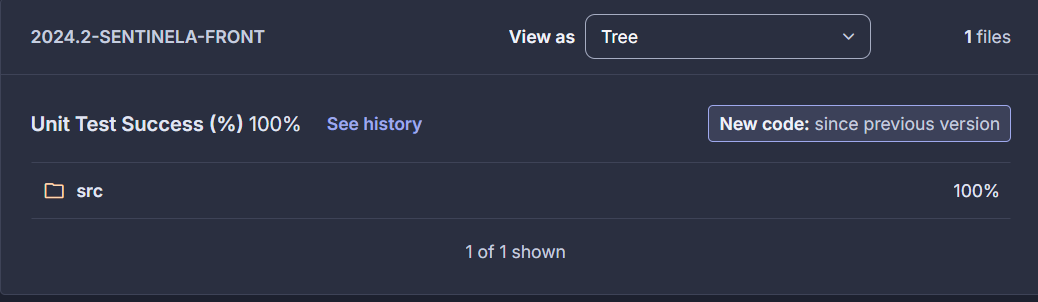 2024.2-SENTINELA-FRONT View as Tree 1 files
Unit Test Success (%) 100% See history New code: since previous version
src 100%
1 of 1 shown